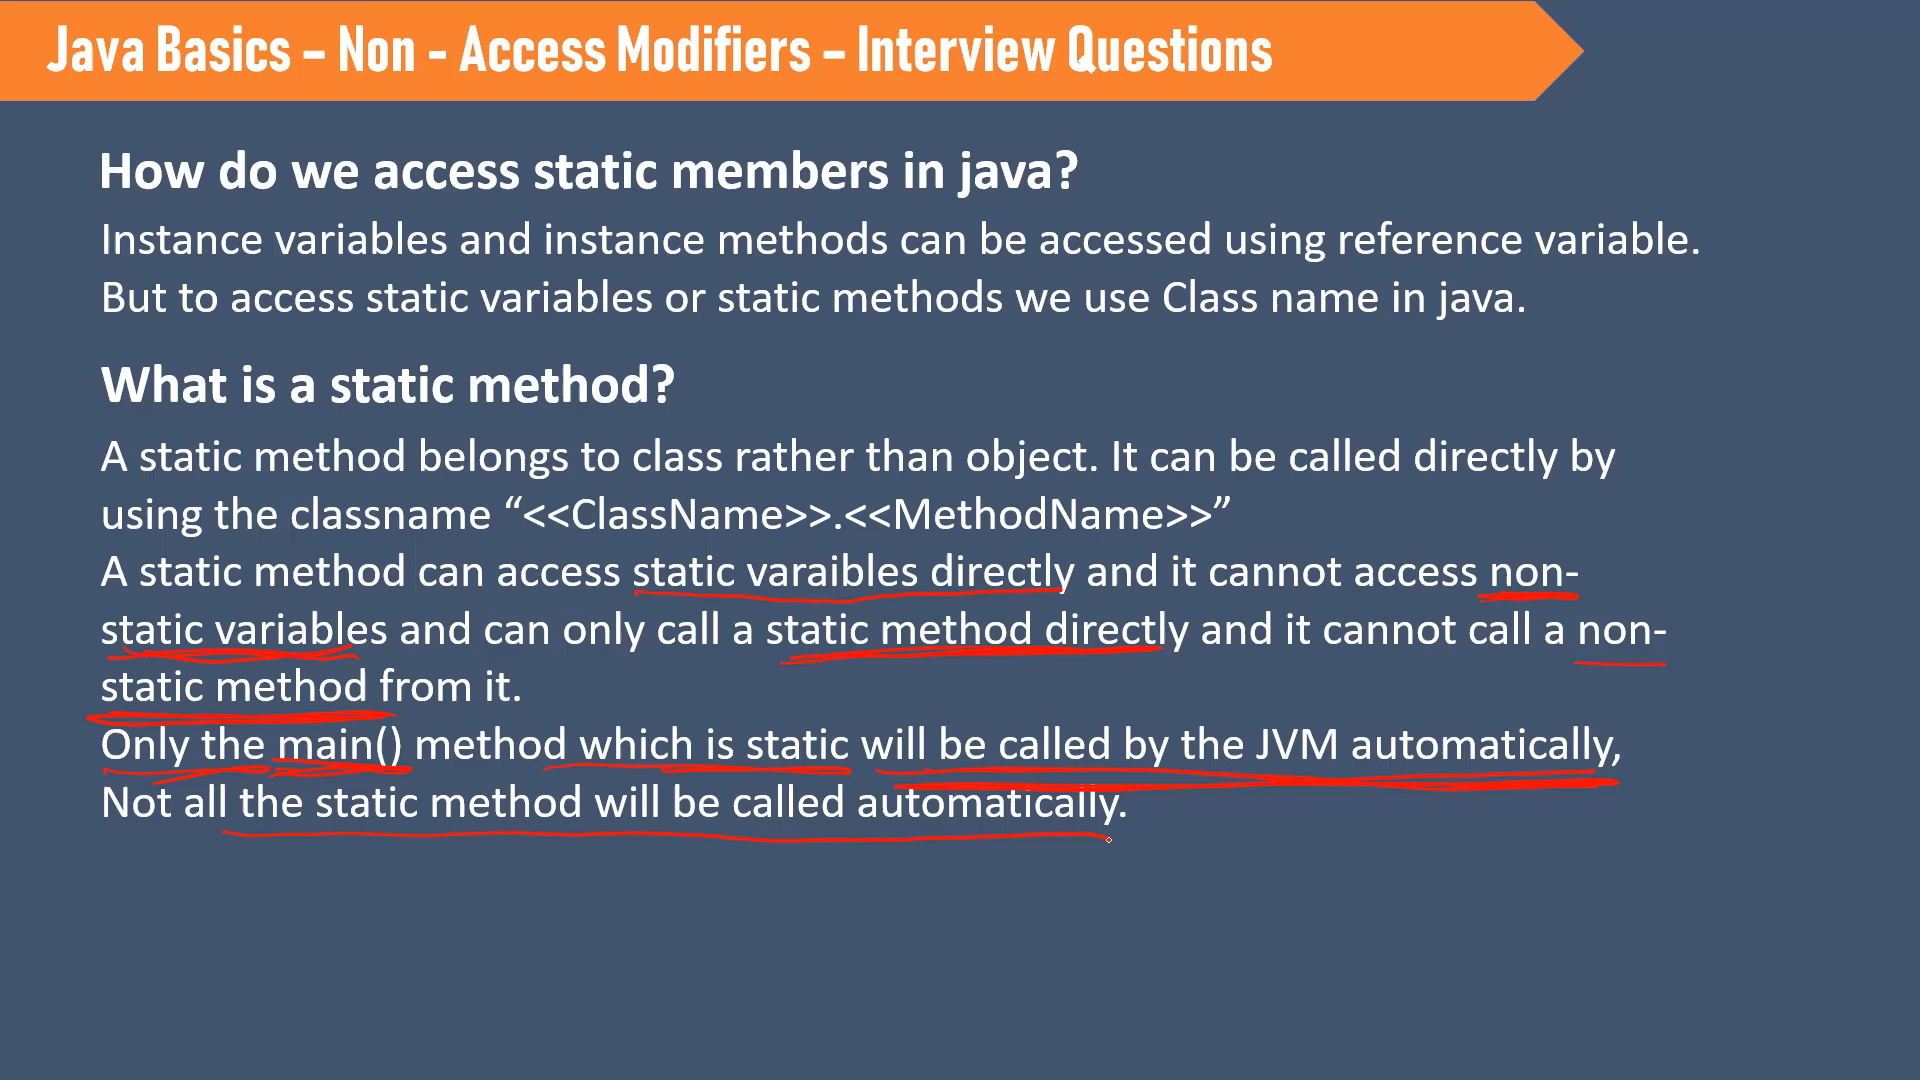 Java Basics – Non - Access Modifiers – Interview Questions
How do we access static members in java?
Instance variables and instance methods can be accessed using reference variable.
But to access static variables or static methods we use Class name in java.
What is a static method?
A static method belongs to class rather than object. It can be called directly by
using the classname “<<ClassName>>.<<MethodName>>”
A static method can access static varaibles directly and it cannot access non-
static variables and can only call a static method directly and it cannot call a non-
static method from it.
Only the main() method which is static will be called by the JVM automatically,
Not all the static method will be called automatically.